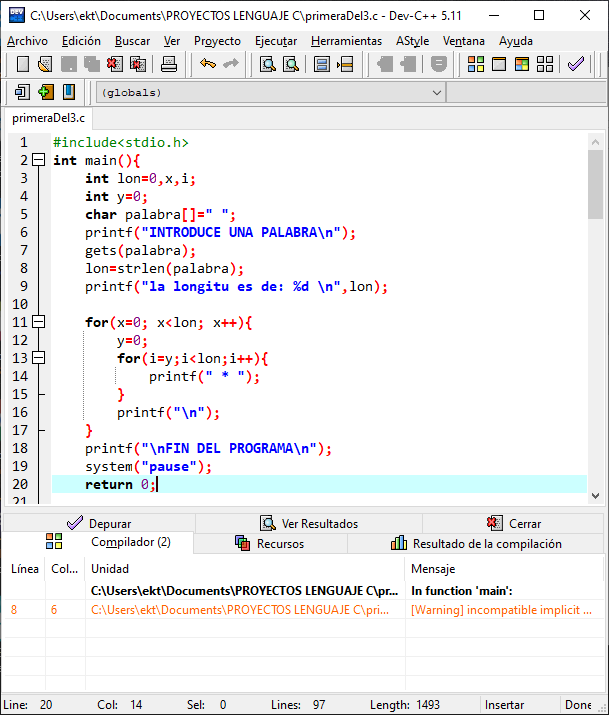 DEV C:\Users\ekt\Documents\PROYECTOS LENGUAJE C\primeraDel3.c - Dev-C++ 5.11
Archivo Edición Buscar Ver Proyecto Ejecutar Herramientas AStyle Ventana Ayuda
(globals)
primeraDel3.c
1 #include<stdio.h>
2 int main(){
3 int lon=0,x,i;
4 int y=0;
5 char palabra[]=" ";
6 printf("INTRODUCE UNA PALABRA\n");
7 gets(palabra);
8 lon=strlen(palabra);
9 printf("la longitu es de: %d \n",lon);
10
11 for(x=0; x<lon; x++){
12 y=0;
13 for(i=y;i<lon;i++){
14 printf(" * ");
15 }
16 printf("\n");
17 }
18 printf("\nFIN DEL PROGRAMA\n");
19 system("pause");
20 return 0;
21
Depurar Ver Resultados Cerrar
Compilador (2) Recursos Resultado de la compilación
Línea Col... Unidad Mensaje
C:\Users\ekt\Documents\PROYECTOS LENGUAJE C\pr... In function 'main':
8 6 C:\Users\ekt\Documents\PROYECTOS LENGUAJE C\pri... [Warning] incompatible implicit ...
Line: 20 Col: 14 Sel: 0 Lines: 97 Length: 1493 Insertar Done